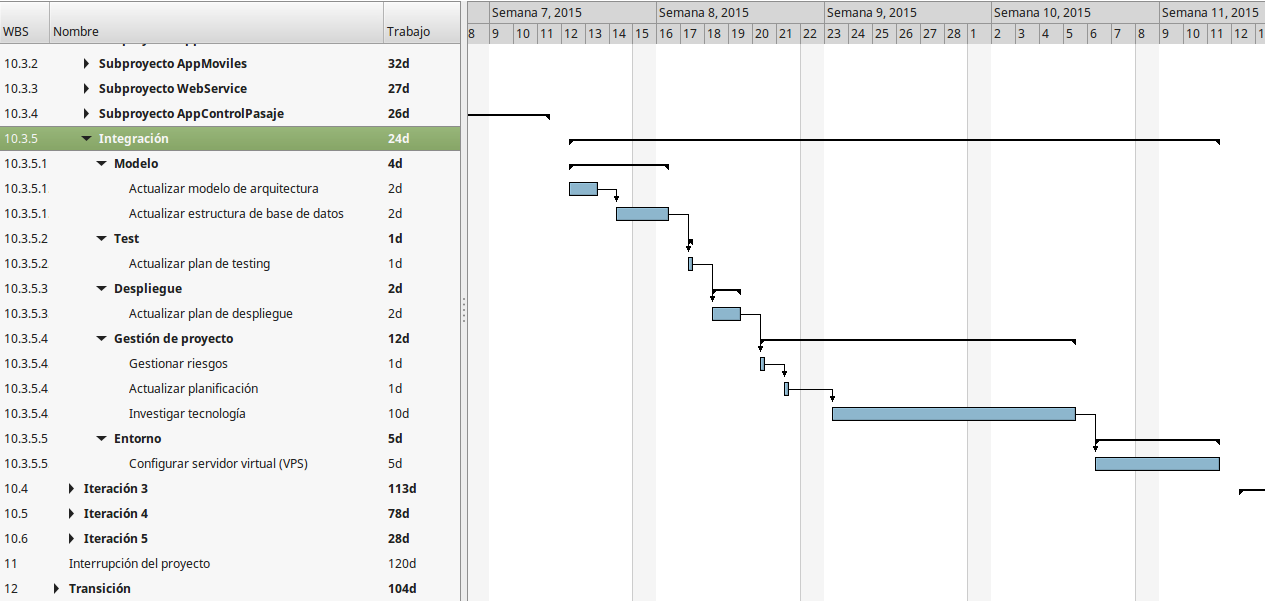 WBS Nombre Trabajo
Semana 7, 2015 Semana 8, 2015 Semana 9, 2015 Semana 10, 2015 Semana 11, 2015
8 9 10 11 12 13 14 15 16 17 18 19 20 21 22 23 24 25 26 27 28 1 2 3 4 5 6 7 8 9 10 11 12
10.3.2 Subproyecto AppMoviles 32d
10.3.3 Subproyecto WebService 27d
10.3.4 Subproyecto AppControlPasaje 26d
10.3.5 Integración 24d
10.3.5.1 Modelo 4d
10.3.5.1 Actualizar modelo de arquitectura 2d
10.3.5.1 Actualizar estructura de base de datos 2d
10.3.5.2 Test 1d
10.3.5.2 Actualizar plan de testing 1d
10.3.5.3 Despliegue 2d
10.3.5.3 Actualizar plan de despliegue 2d
10.3.5.4 Gestión de proyecto 12d
10.3.5.4 Gestionar riesgos 1d
10.3.5.4 Actualizar planificación 1d
10.3.5.4 Investigar tecnología 10d
10.3.5.5 Entorno 5d
10.3.5.5 Configurar servidor virtual (VPS) 5d
10.4 Iteración 3 113d
10.5 Iteración 4 78d
10.6 Iteración 5 28d
11 Interrupción del proyecto 120d
12 Transición 104d